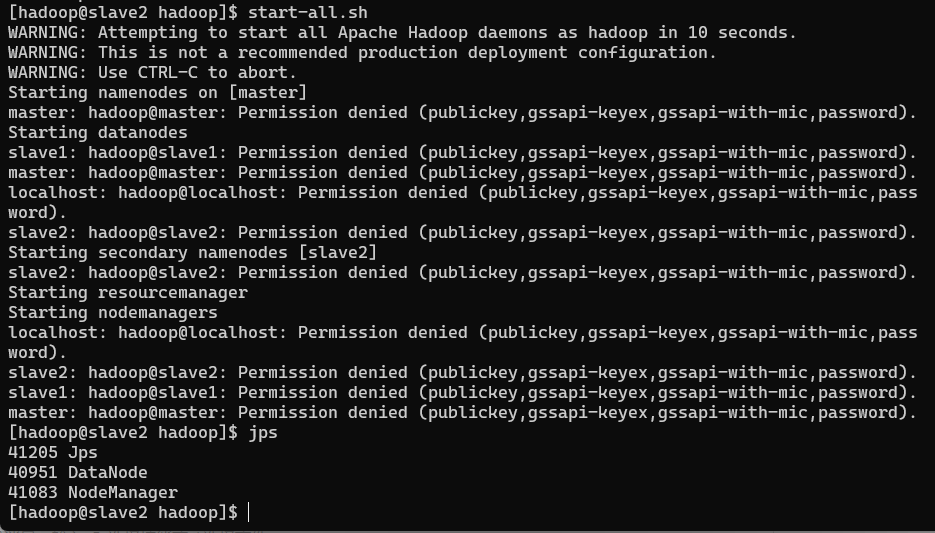 [hadoop@slave2 hadoop]$ start-all.sh
WARNING: Attempting to start all Apache Hadoop daemons as hadoop in 10 seconds.
WARNING: This is not a recommended production deployment configuration.
WARNING: Use CTRL-C to abort.
Starting namenodes on [master]
master: hadoop@master: Permission denied (publickey,gssapi-keyex,gssapi-with-mic,password).
Starting datanodes
slave1: hadoop@slave1: Permission denied (publickey,gssapi-keyex,gssapi-with-mic,password).
master: hadoop@master: Permission denied (publickey,gssapi-keyex,gssapi-with-mic,password).
localhost: hadoop@localhost: Permission denied (publickey,gssapi-keyex,gssapi-with-mic,pass
word).
slave2: hadoop@slave2: Permission denied (publickey,gssapi-keyex,gssapi-with-mic,password).
Starting secondary namenodes [slave2]
slave2: hadoop@slave2: Permission denied (publickey,gssapi-keyex,gssapi-with-mic,password).
Starting resourcemanager
Starting nodemanagers
localhost: hadoop@localhost: Permission denied (publickey,gssapi-keyex,gssapi-with-mic,pass
word).
slave2: hadoop@slave2: Permission denied (publickey,gssapi-keyex,gssapi-with-mic,password).
slave1: hadoop@slave1: Permission denied (publickey,gssapi-keyex,gssapi-with-mic,password).
master: hadoop@master: Permission denied (publickey,gssapi-keyex,gssapi-with-mic,password).
[hadoop@slave2 hadoop]$ jps
41205 Jps
40951 DataNode
41083 NodeManager
[hadoop@slave2 hadoop]$